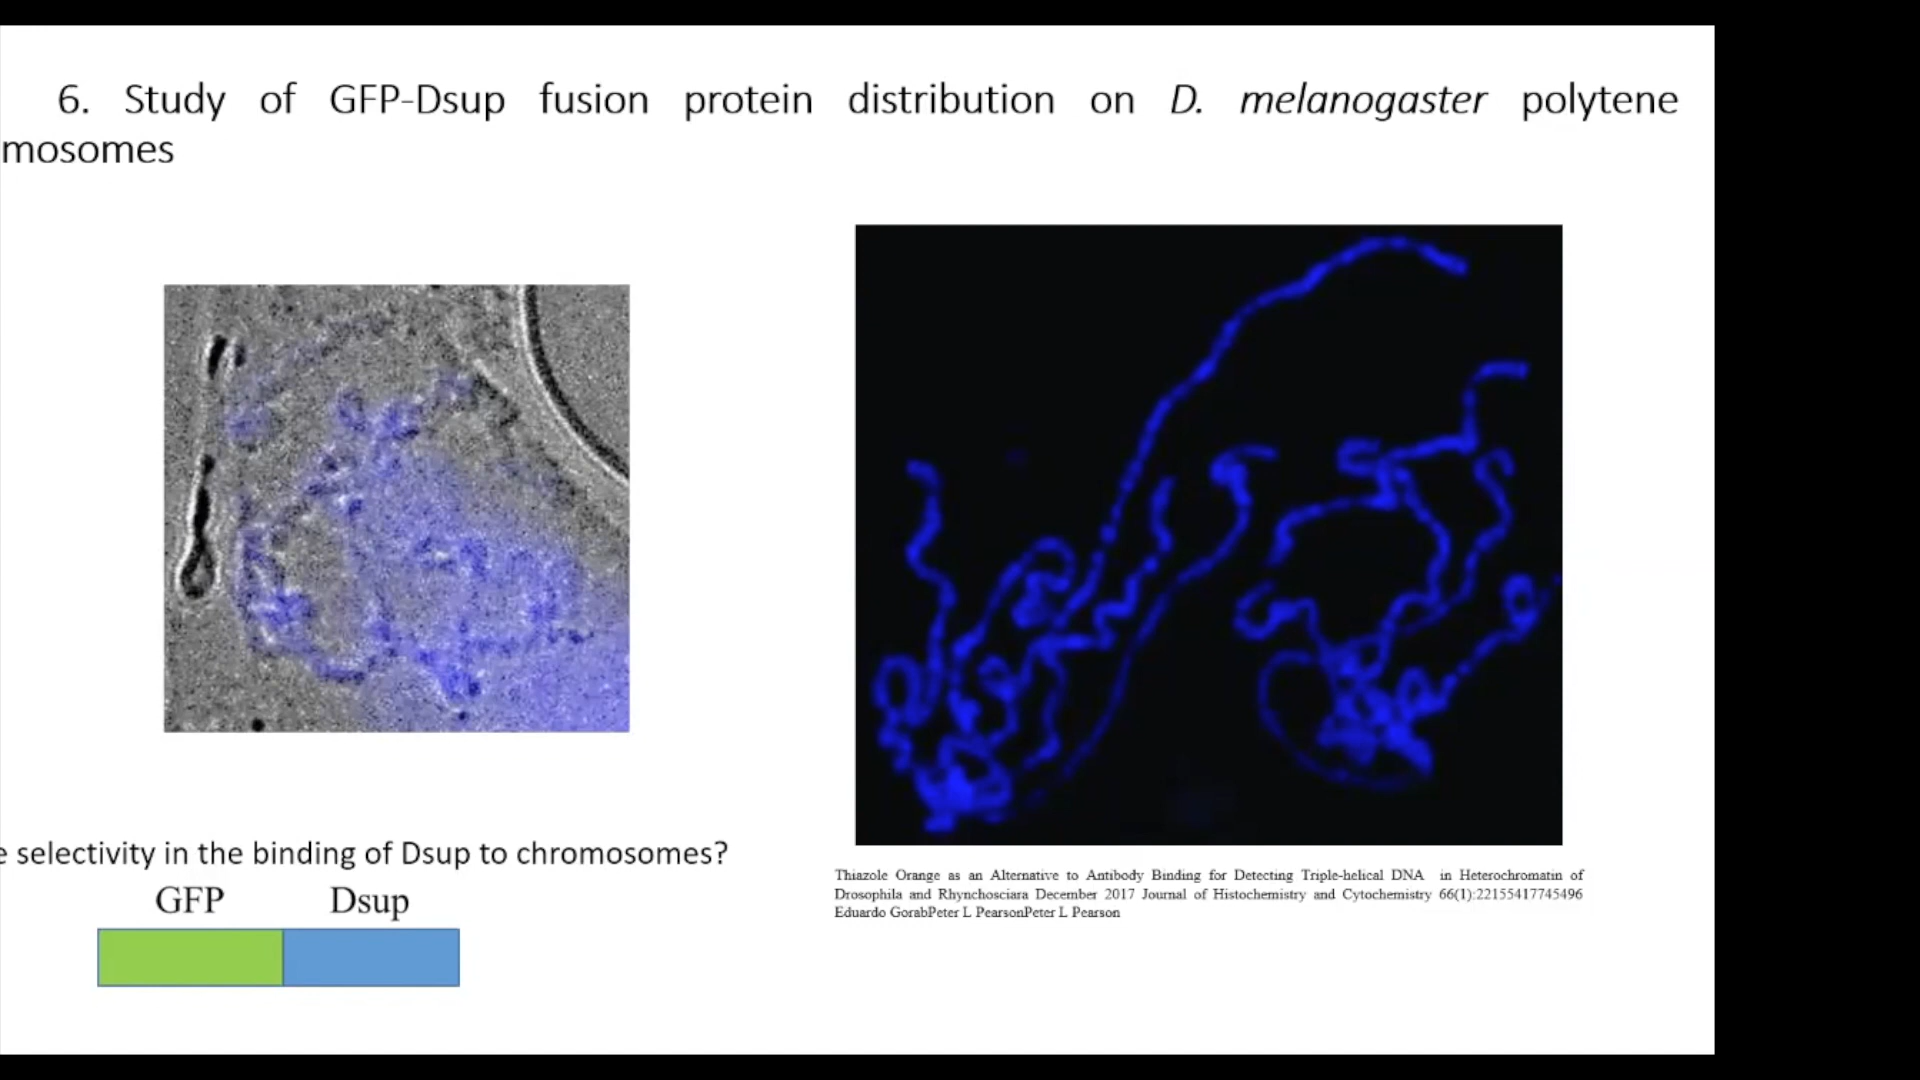 6. Study of GFP-Dsup fusion protein distribution on D. melanogaster polytene
mosomes
e selectivity in the binding of Dsup to chromosomes?
GFP Dsup
Thiazole Orange as an Alternative to Antibody Binding for Detecting Triple-helical DNA in Heterochromatin of
Drosophila and Rhynchosciara December 2017 Journal of Histochemistry and Cytochemistry 66(1):22155417745496
Eduardo GorabPeter L PearsonPeter L Pearson